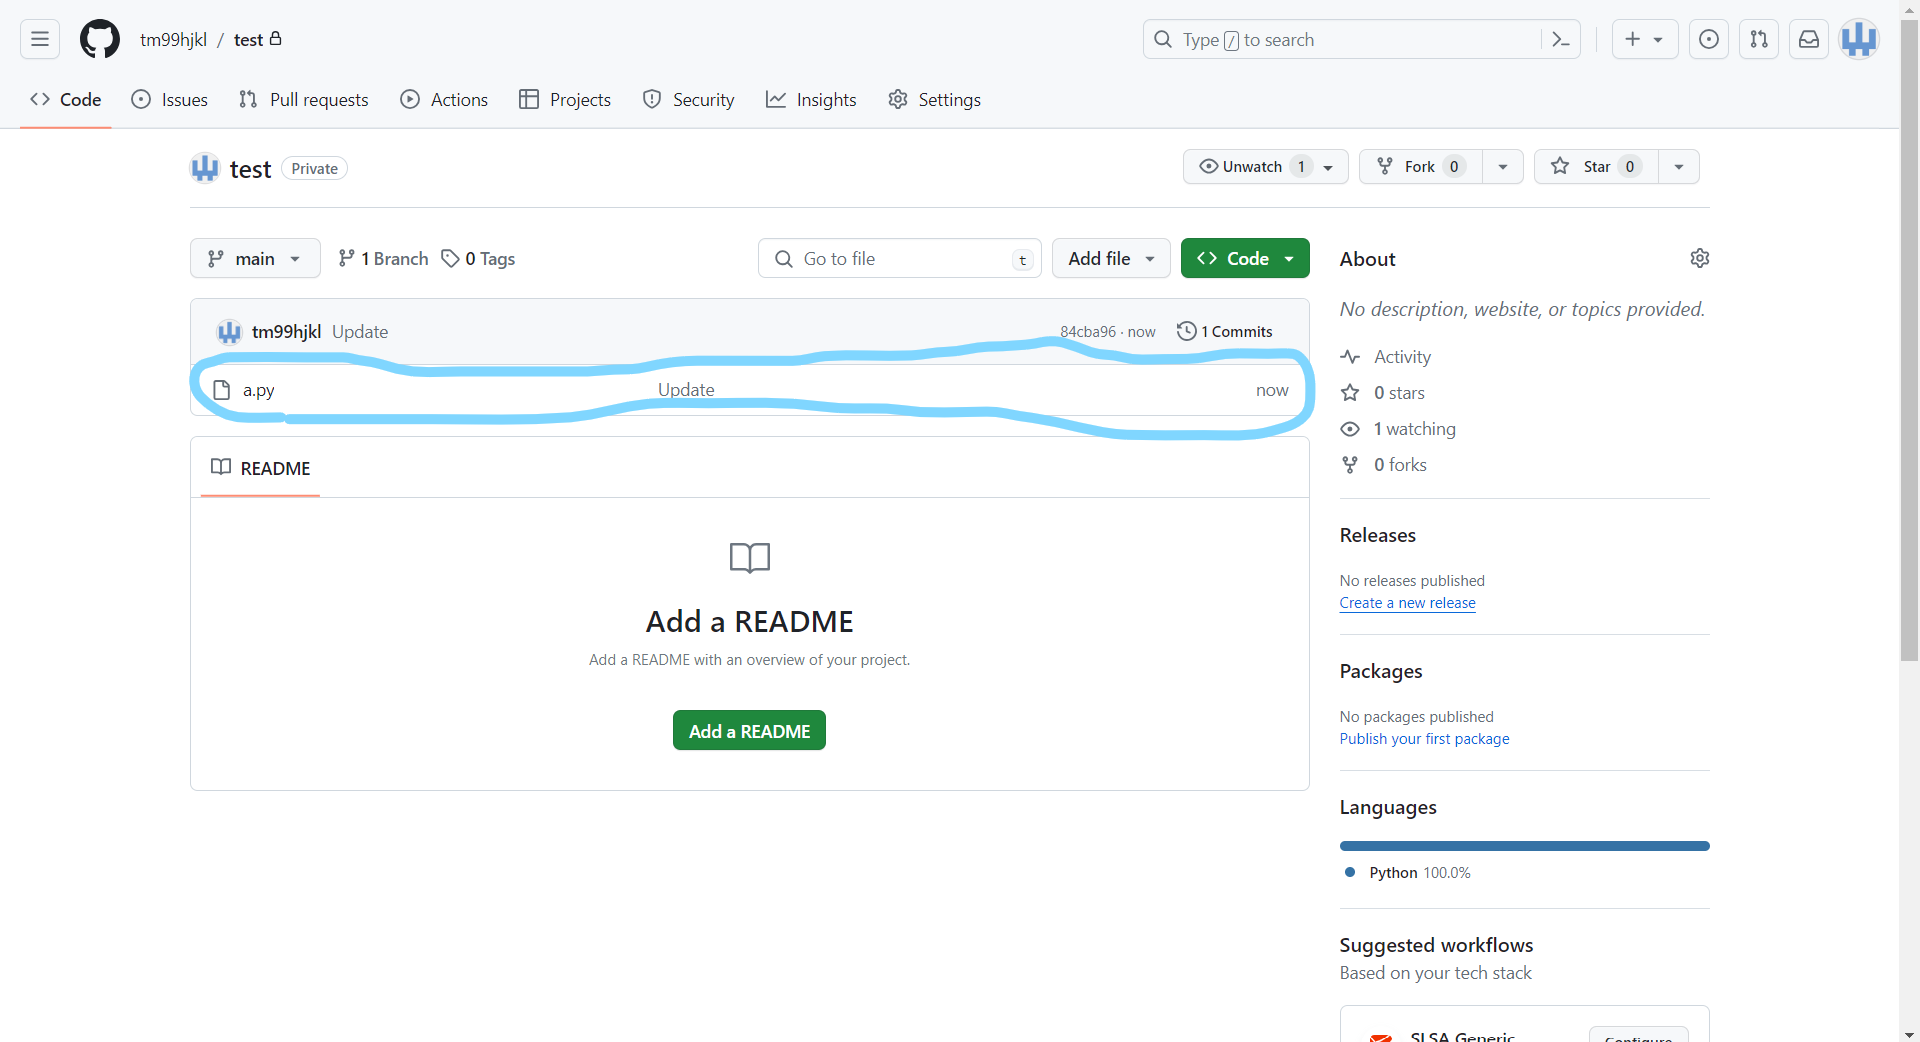 tm99hjkl / test
Type / to search
Code Issues Pull requests Actions Projects Security Insights Settings
test Private
Unwatch 1 Fork 0 Star 0
main 1 Branch 0 Tags
Go to file t Add file Code
tm99hjkl Update 84cba96 · now 1 Commits
a.py Update now
README
Add a README
Add a README with an overview of your project.
Add a README
About
No description, website, or topics provided.
Activity
0 stars
1 watching
0 forks
Releases
No releases published
Create a new release
Packages
No packages published
Publish your first package
Languages
Python 100.0%
Suggested workflows
Based on your tech stack
SLSA Generic Configure